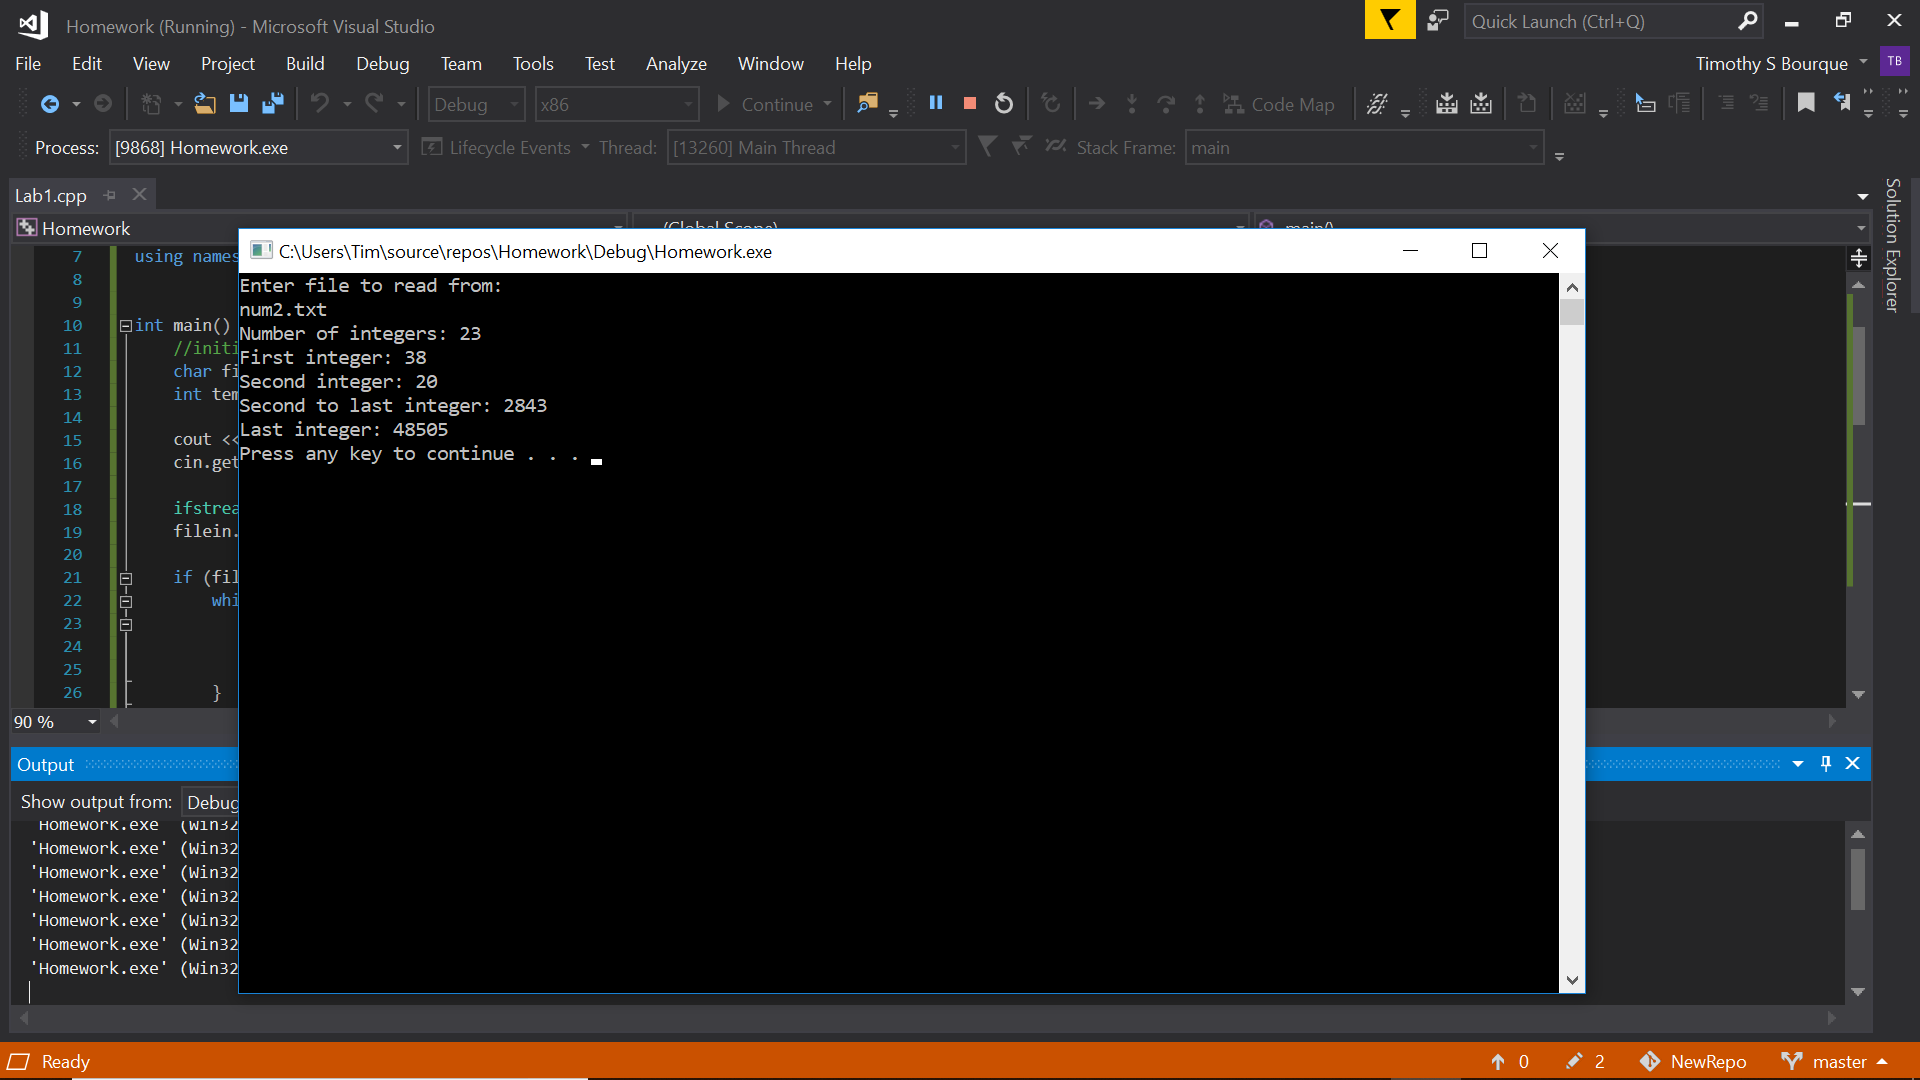 Homework (Running) - Microsoft Visual Studio
Quick Launch (Ctrl+Q)
File Edit View Project Build Debug Team Tools Test Analyze Window Help
Timothy S Bourque TB
Debug x86 Continue Code Map
Process: [9868] Homework.exe Lifecycle Events Thread: [13260] Main Thread Stack Frame: main
Lab1.cpp
Solution Explorer
Homework (Global Scope) main()
C:\Users\Tim\source\repos\Homework\Debug\Homework.exe
Enter file to read from:
num2.txt
Number of integers: 23
First integer: 38
Second integer: 20
Second to last integer: 2843
Last integer: 48505
Press any key to continue . . .
7 using names
8
9
10 int main()
11 //initi
12 char fi
13 int tem
14
15 cout <<
16 cin.get
17
18 ifstrea
19 filein.
20
21 if (fil
22 whi
23
24
25
26 }
90 %
Output
Show output from: Debug
'Homework.exe' (Win32
'Homework.exe' (Win32
'Homework.exe' (Win32
'Homework.exe' (Win32
'Homework.exe' (Win32
'Homework.exe' (Win32
'Homework.exe' (Win32
Ready
0 2 NewRepo master